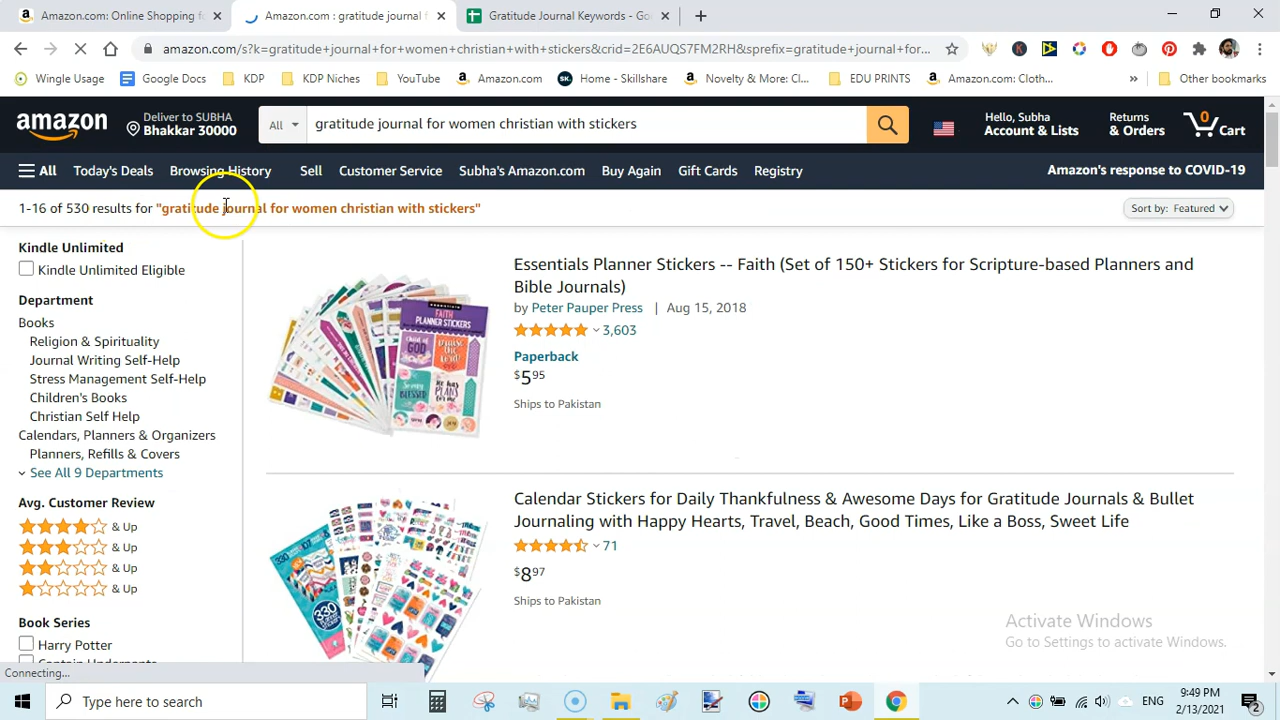 Amazon.com: Online Shopping fo
Amazon.com : gratitude journal f
Gratitude Journal Keywords - Goo
amazon.com/s?k=gratitude+journal+for+women+christian+with+stickers&crid=2E6AUQS7FM2RH&sprefix=gratitude+journal+for...
Wingle Usage
Google Docs
KDP
KDP Niches
YouTube
Amazon.com
Home - Skillshare
Novelty & More: Cl...
EDU PRINTS
Amazon.com: Cloth...
Other bookmarks
amazon
Deliver to SUBHA
Bhakkar 30000
All
gratitude journal for women christian with stickers
Hello, Subha
Account & Lists
Returns
& Orders
0
Cart
All
Today's Deals
Browsing History
Sell
Customer Service
Subha's Amazon.com
Buy Again
Gift Cards
Registry
Amazon's response to COVID-19
1-16 of 530 results for "gratitude journal for women christian with stickers"
Sort by: Featured
Kindle Unlimited
Kindle Unlimited Eligible
Department
Books
Religion & Spirituality
Journal Writing Self-Help
Stress Management Self-Help
Children's Books
Christian Self Help
Calendars, Planners & Organizers
Planners, Refills & Covers
See All 9 Departments
Avg. Customer Review
& Up
& Up
& Up
& Up
Book Series
Harry Potter
Captain Underpants
Connecting...
FAITH
PLANNER STICKERS
Essentials Planner Stickers -- Faith (Set of 150+ Stickers for Scripture-based Planners and
Bible Journals)
by Peter Pauper Press | Aug 15, 2018
3,603
Paperback
$5.95
Ships to Pakistan
330
Calendar Stickers for Daily Thankfulness & Awesome Days for Gratitude Journals & Bullet
Journaling with Happy Hearts, Travel, Beach, Good Times, Like a Boss, Sweet Life
71
$8.97
Ships to Pakistan
Activate Windows
Go to Settings to activate Windows.
Type here to search
ENG
9:49 PM
2/13/2021
2